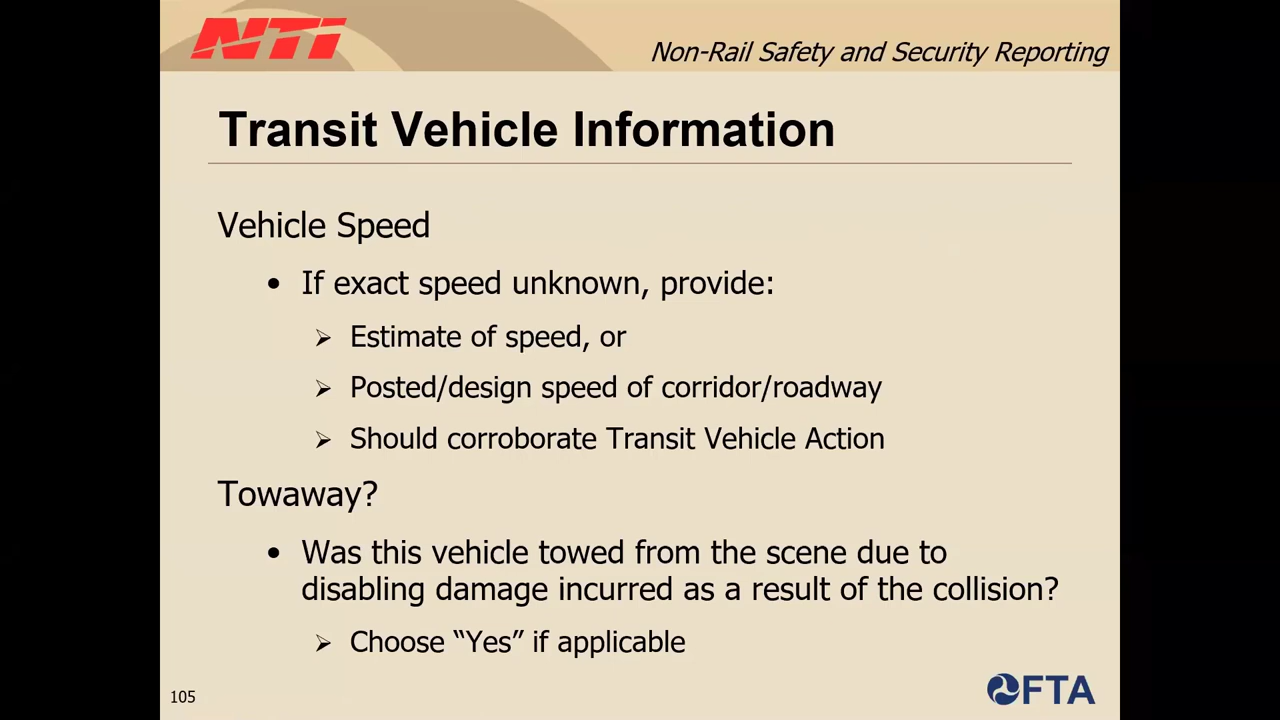 NTI
Non-Rail Safety and Security Reporting
Transit Vehicle Information
Vehicle Speed
• If exact speed unknown, provide:
➢ Estimate of speed, or
➢ Posted/design speed of corridor/roadway
➢ Should corroborate Transit Vehicle Action
Towaway?
• Was this vehicle towed from the scene due to
disabling damage incurred as a result of the collision?
➢ Choose “Yes” if applicable
105
FTA